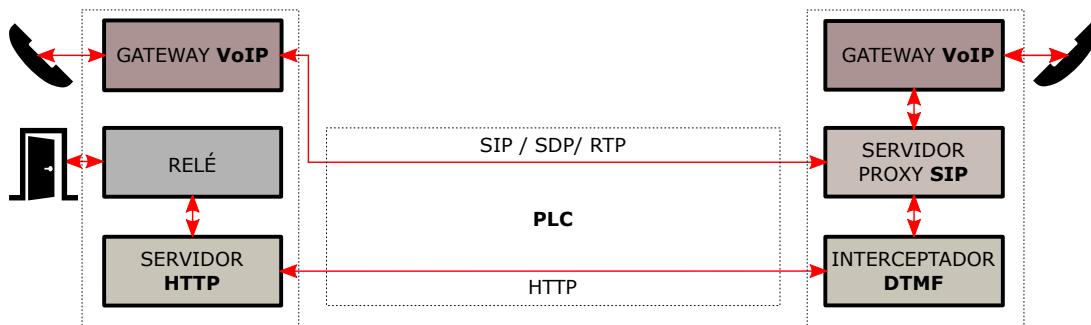 GATEWAY VoIP
RELÉ
SERVIDOR
HTTP
SIP / SDP/ RTP
PLC
HTTP
GATEWAY VoIP
SERVIDOR
PROXY SIP
INTERCEPTADOR
DTMF